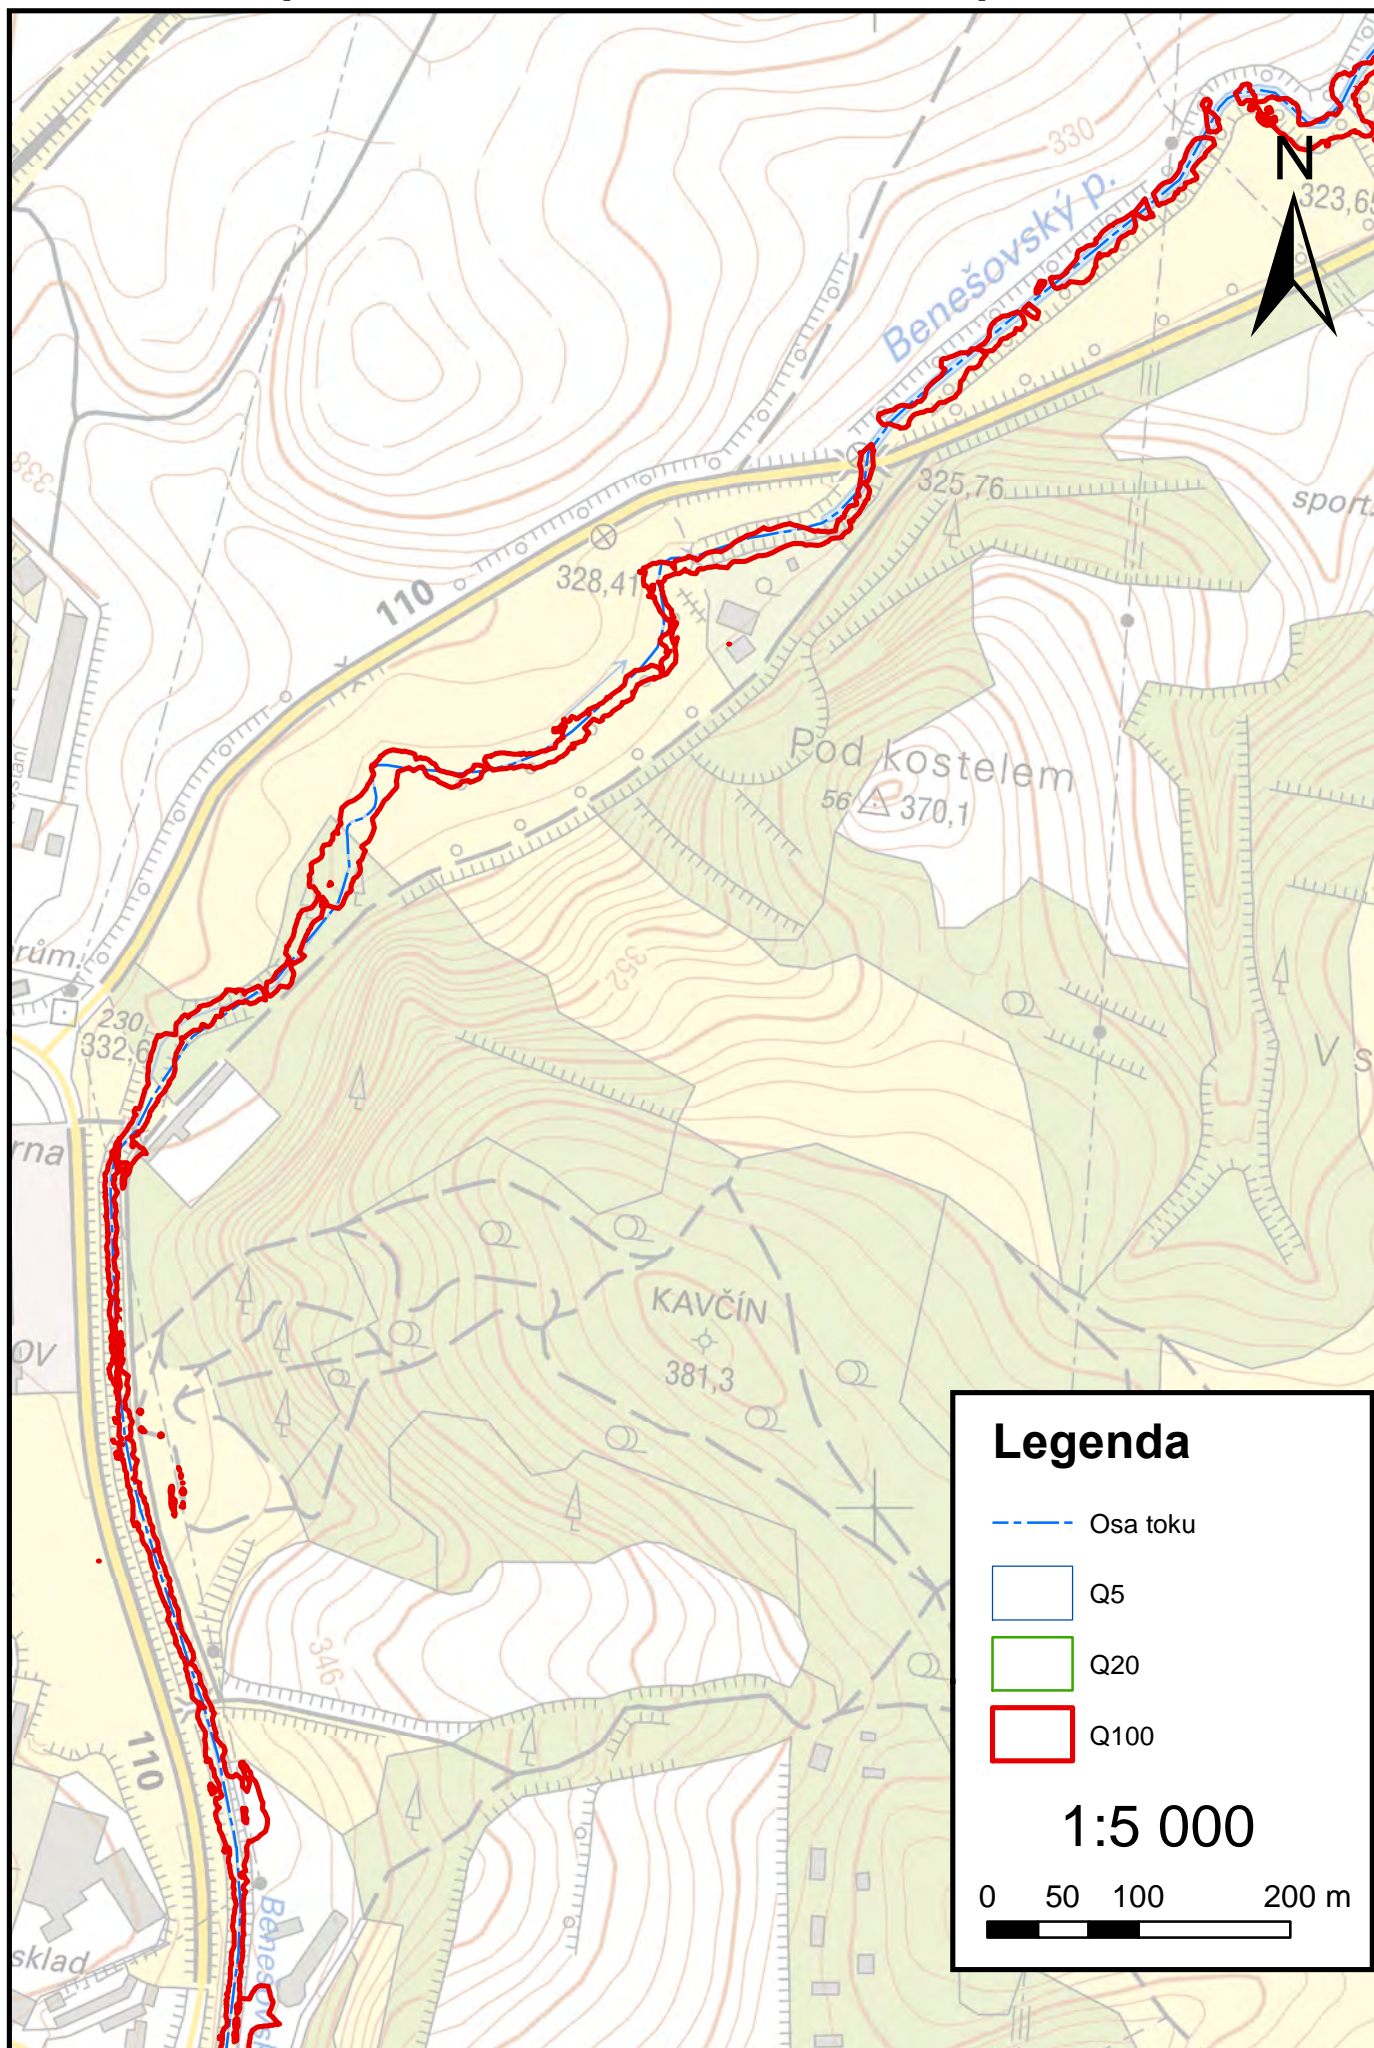 330
Benešovský p.
N
323,65
338
325,76
sport.
328,41
110
Pod kostelem
56 370,1
rům.
352
230
332,6
V s
rna
KAVČÍN
381,3
OV
Legenda
Osa toku
Q5
Q20
Q100
346
110
1:5 000
0 50 100 200 m
sklad